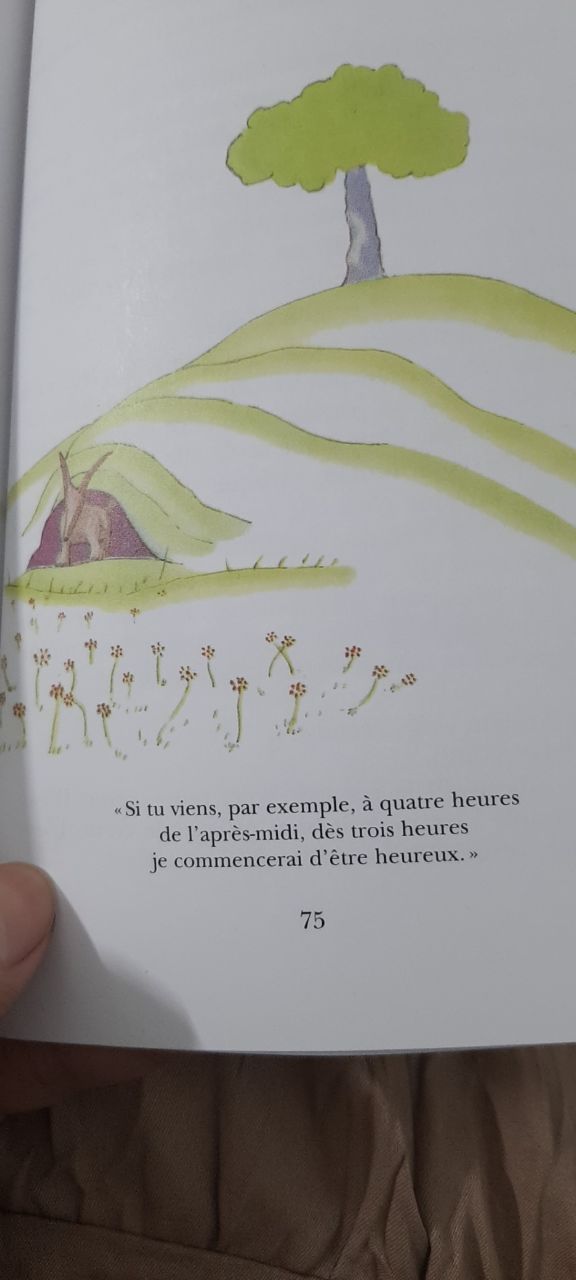 «Si tu viens, par exemple, à quatre heures
de l'après-midi, dès trois heures
je commencerai d'être heureux.»
75